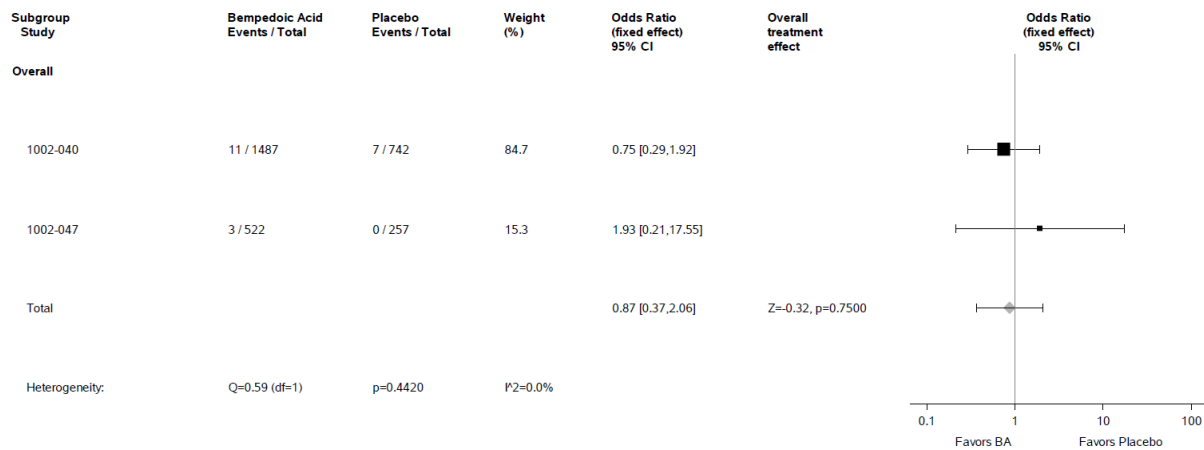 Subgroup Bempedoic Acid Placebo Weight Odds Ratio Overall Odds Ratio
Study Events / Total Events / Total (%) (fixed effect) treatment (fixed effect)
95% CI effect 95% CI
Overall
1002-040 11 / 1487 7 / 742 84.7 0.75 [0.29,1.92]
1002-047 3 / 522 0 / 257 15.3 1.93 [0.21,17.55]
Total 0.87 [0.37,2.06] Z=-0.32, p=0.7500
Heterogeneity: Q=0.59 (df=1) p=0.4420 I^2=0.0%
0.1 1 10 100
Favors BA Favors Placebo